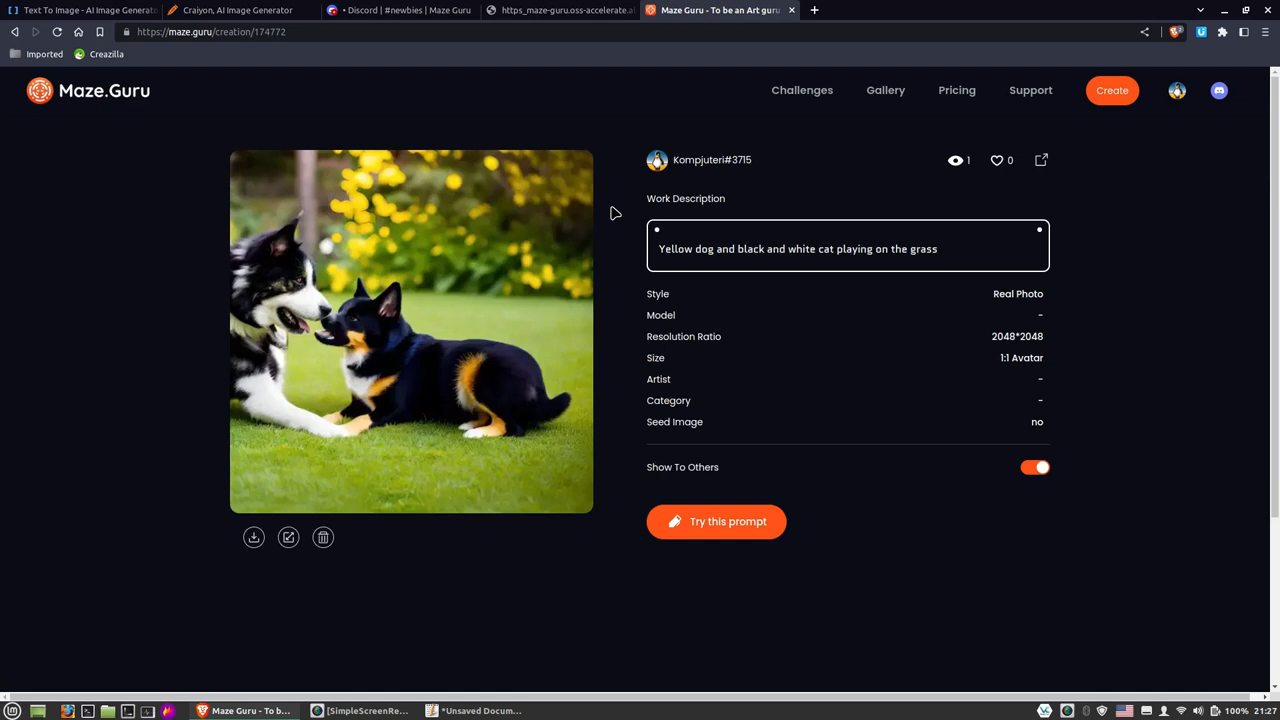 Text To Image - AI Image Generato
Craiyon, AI Image Generator
• Discord | #newbies | Maze Guru
https_maze-guru.oss-accelerate.al
Maze Guru - To be an Art guru
https://maze.guru/creation/174772
Imported
Creazilla
Maze.Guru
Challenges
Gallery
Pricing
Support
Create
Kompjuteri#3715
1
0
Work Description
Yellow dog and black and white cat playing on the grass
Style
Real Photo
Model
-
Resolution Ratio
2048*2048
Size
1:1 Avatar
Artist
-
Category
-
Seed Image
no
Show To Others
Try this prompt
Maze Guru - To b...
[SimpleScreenRe...
*Unsaved Docum...
100%
21:27